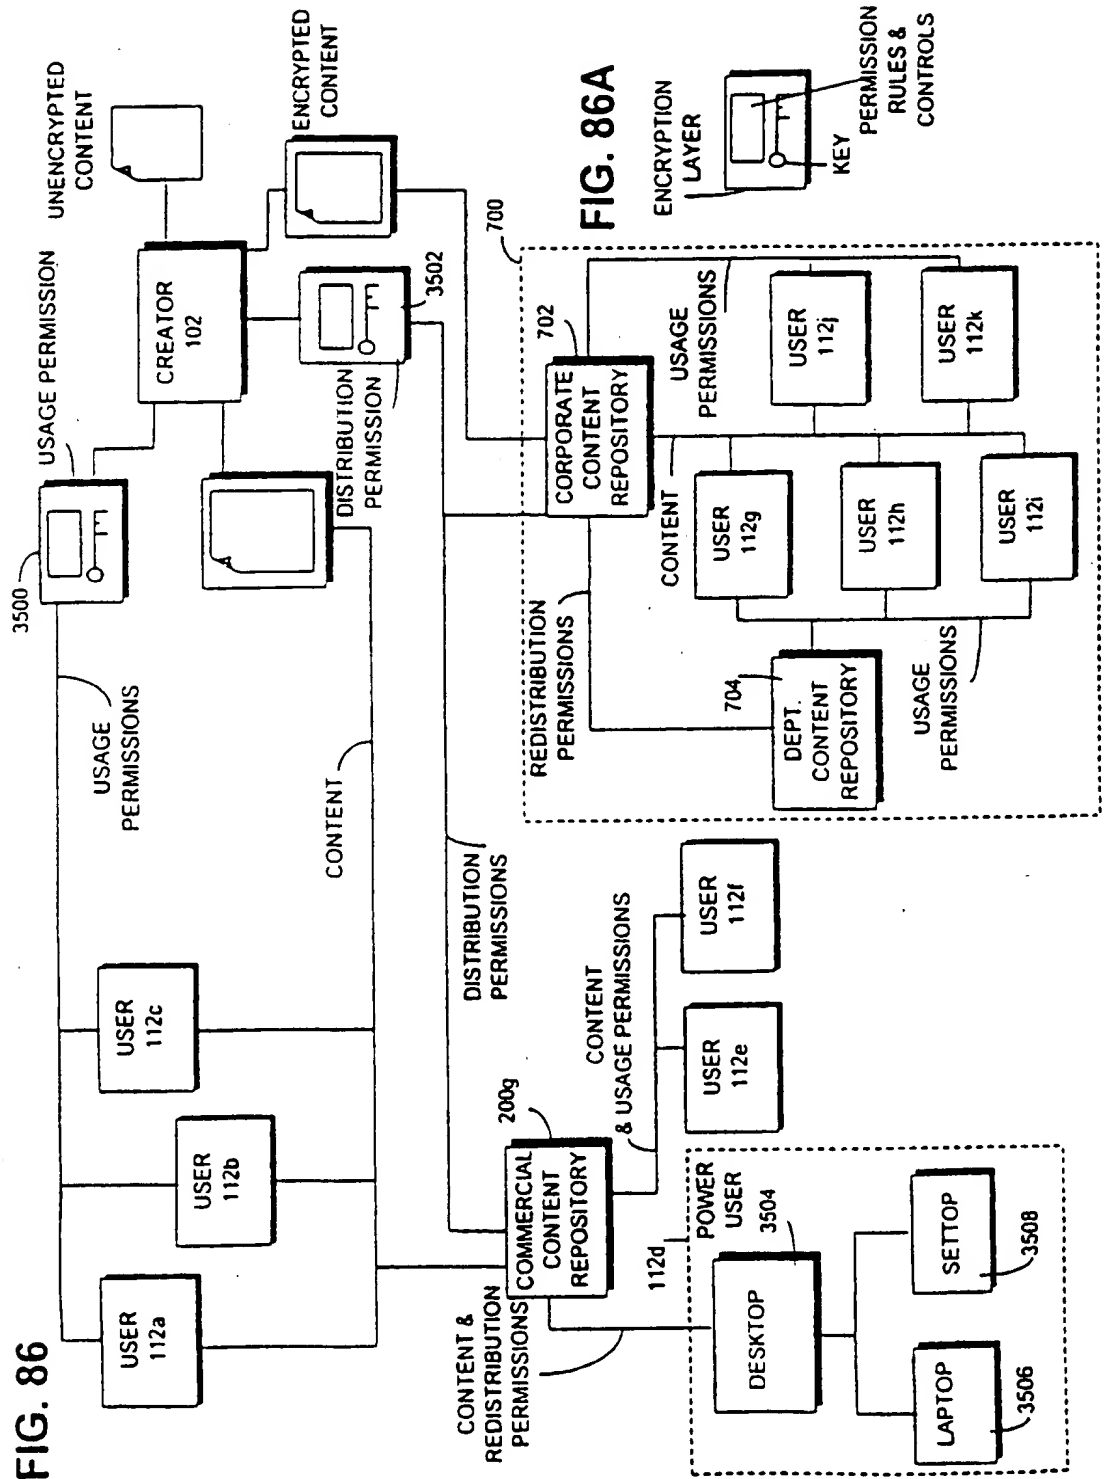 FIG. 86
USER
112a
USER
112b
USER
112c
USAGE
PERMISSIONS
3500
USAGE PERMISSION
UNENCRYPTED
CONTENT
CREATOR
102
CONTENT
DISTRIBUTION
PERMISSION
3502
ENCRYPTED
CONTENT
DISTRIBUTION
PERMISSIONS
CONTENT &
REDISTRIBUTION
PERMISSIONS
COMMERCIAL
CONTENT
REPOSITORY
200g
CONTENT
& USAGE PERMISSIONS
USER
112e
USER
112f
112d
POWER
USER
3504
DESKTOP
LAPTOP
3506
SETTOP
3508
700
REDISTRIBUTION
PERMISSIONS
CORPORATE
CONTENT
REPOSITORY
702
704
DEPT.
CONTENT
REPOSITORY
CONTENT
USAGE
PERMISSIONS
USER
112g
USER
112h
USER
112i
USER
112j
USER
112k
USAGE
PERMISSIONS
FIG. 86A
ENCRYPTION
LAYER
KEY
PERMISSION
RULES &
CONTROLS